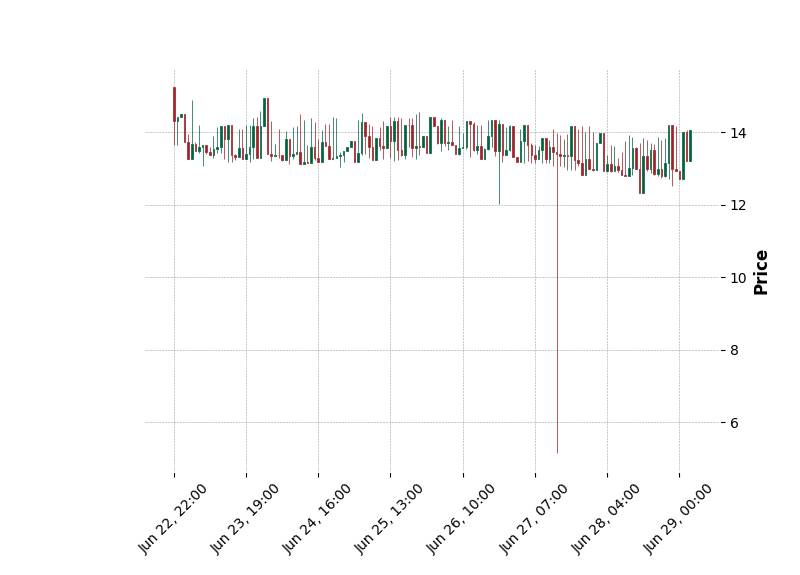 14
12
10
8
6
Price
Jun 22, 22:00
Jun 23, 19:00
Jun 24, 16:00
Jun 25, 13:00
Jun 26, 10:00
Jun 27, 07:00
Jun 28, 04:00
Jun 29, 00:00